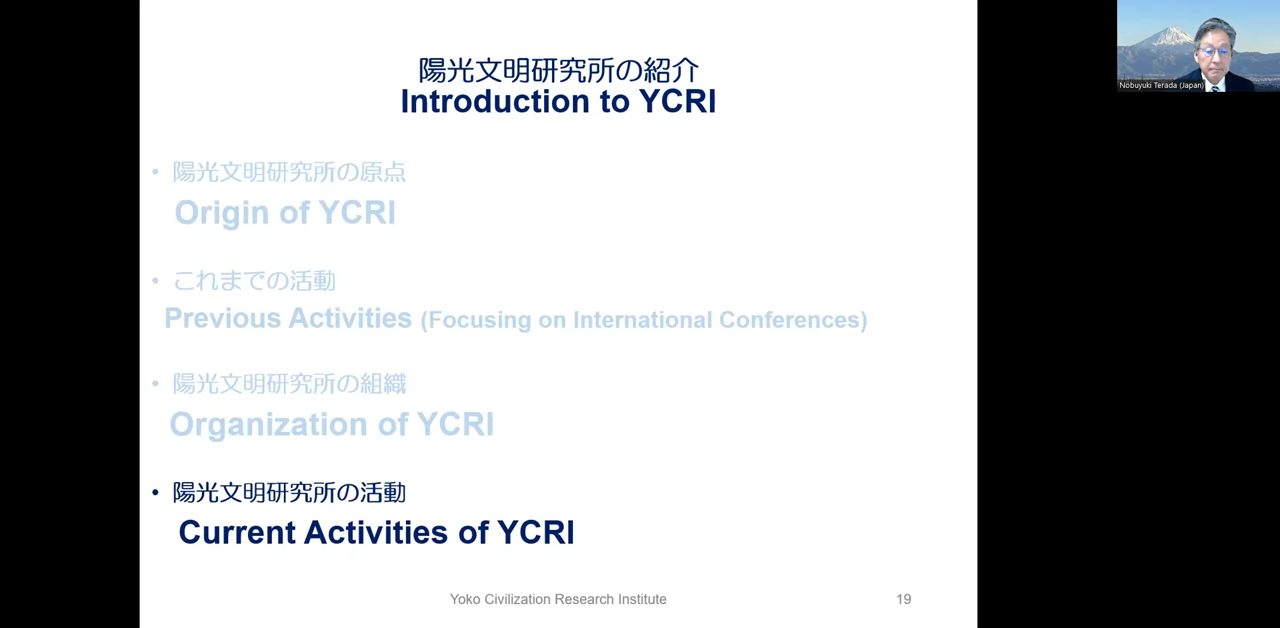 陽光文明研究所の紹介
Introduction to YCRI
• 陽光文明研究所の原点
Origin of YCRI
• これまでの活動
Previous Activities (Focusing on International Conferences)
• 陽光文明研究所の組織
Organization of YCRI
• 陽光文明研究所の活動
Current Activities of YCRI
Yoko Civilization Research Institute
19
Nobuyuki Terada (Japan)